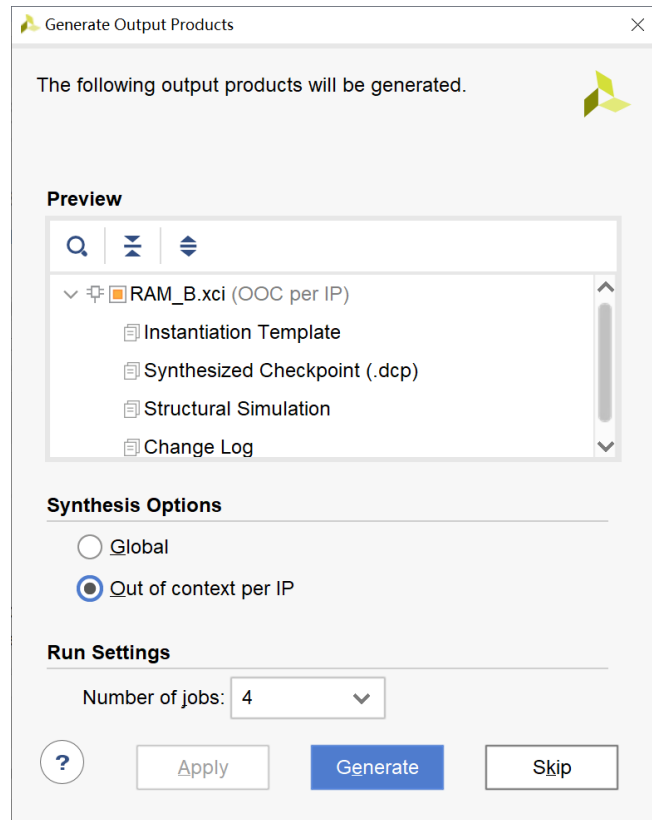 Generate Output Products
The following output products will be generated.
Preview
RAM_B.xci (OOC per IP)
Instantiation Template
Synthesized Checkpoint (.dcp)
Structural Simulation
Change Log
Synthesis Options
Global
Out of context per IP
Run Settings
Number of jobs: 4
? Apply Generate Skip